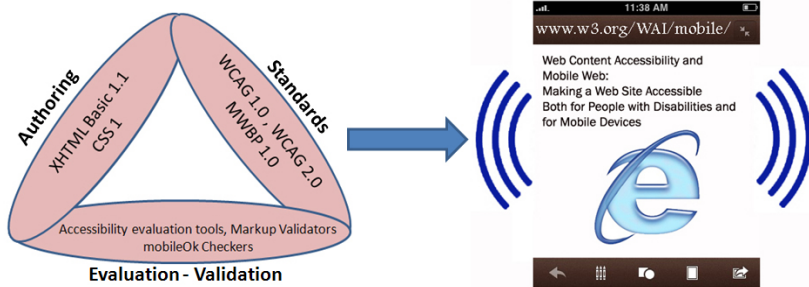 Authoring
XHTML Basic 1.1
CSS 1
Standards
WCAG 1.0 - WCAG 2.0
MWBP 1.0
Accessibility evaluation tools, Markup Validators
mobileOk Checkers
Evaluation - Validation
11:38 AM
www.w3.org/WAI/mobile/
Web Content Accessibility and
Mobile Web:
Making a Web Site Accessible
Both for People with Disabilities and
for Mobile Devices